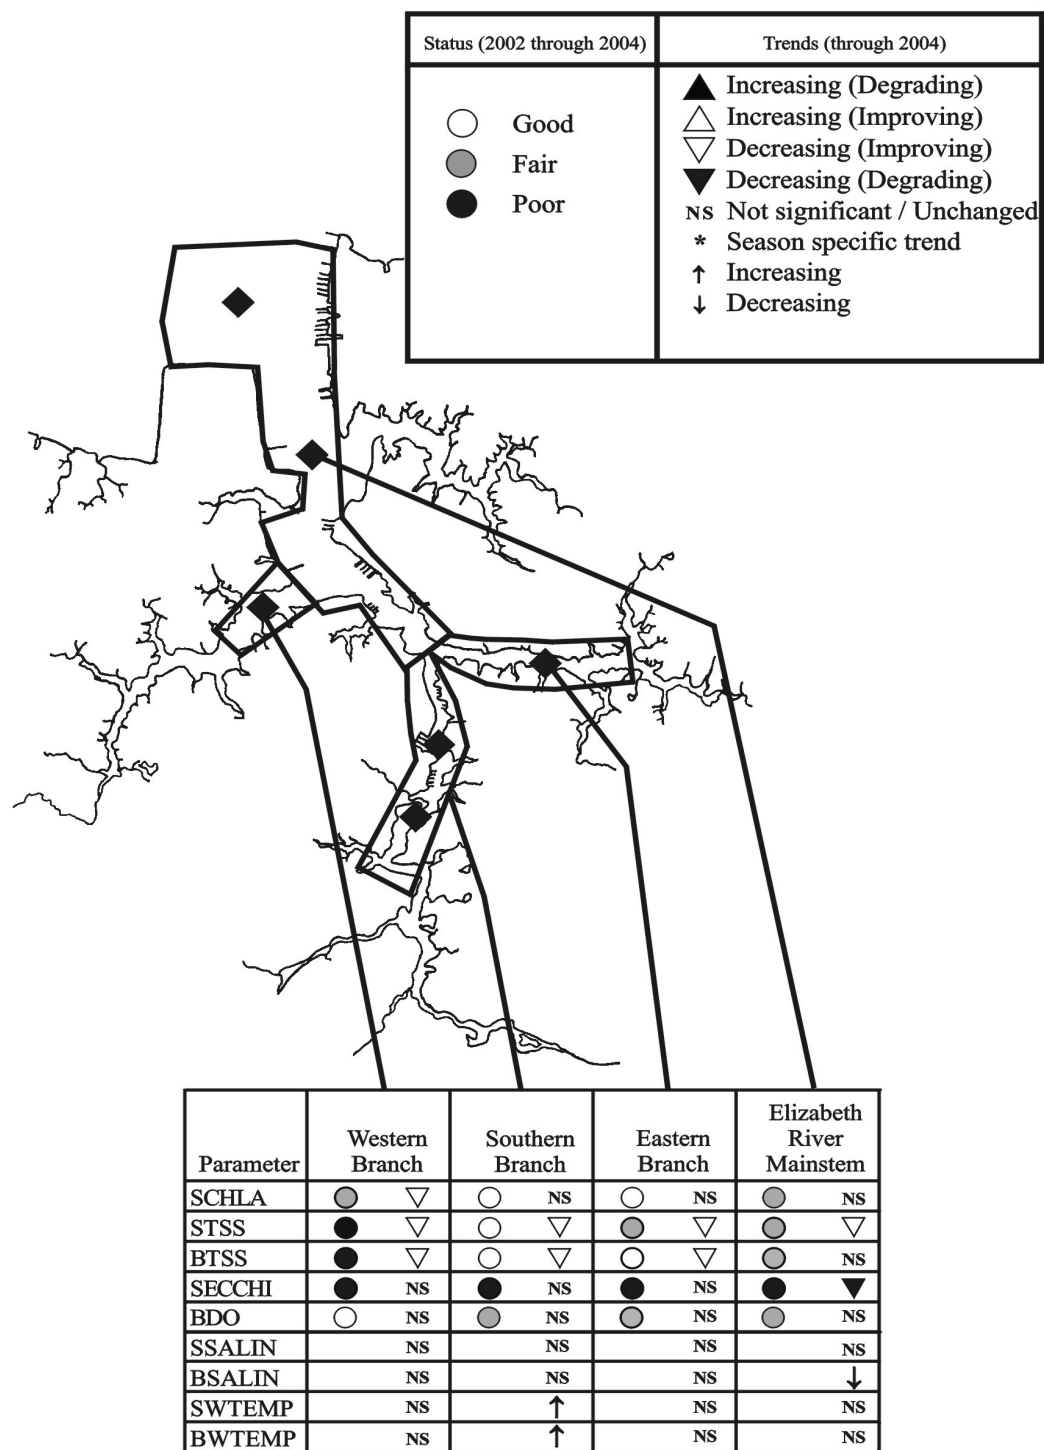 Status (2002 through 2004) Trends (through 2004)
Good
Fair
Poor
Increasing (Degrading)
Increasing (Improving)
Decreasing (Improving)
Decreasing (Degrading)
NS Not significant / Unchanged
* Season specific trend
↑ Increasing
↓ Decreasing
Parameter
Western Branch
Southern Branch
Eastern Branch
Elizabeth River Mainstem
SCHLA NS NS NS
STSS
BTSS NS
SECCHI NS NS NS
BDO NS NS NS NS
SSALIN NS NS NS NS
BSALIN NS NS NS ↓
SWTEMP NS ↑ NS NS
BWTEMP NS ↑ NS NS